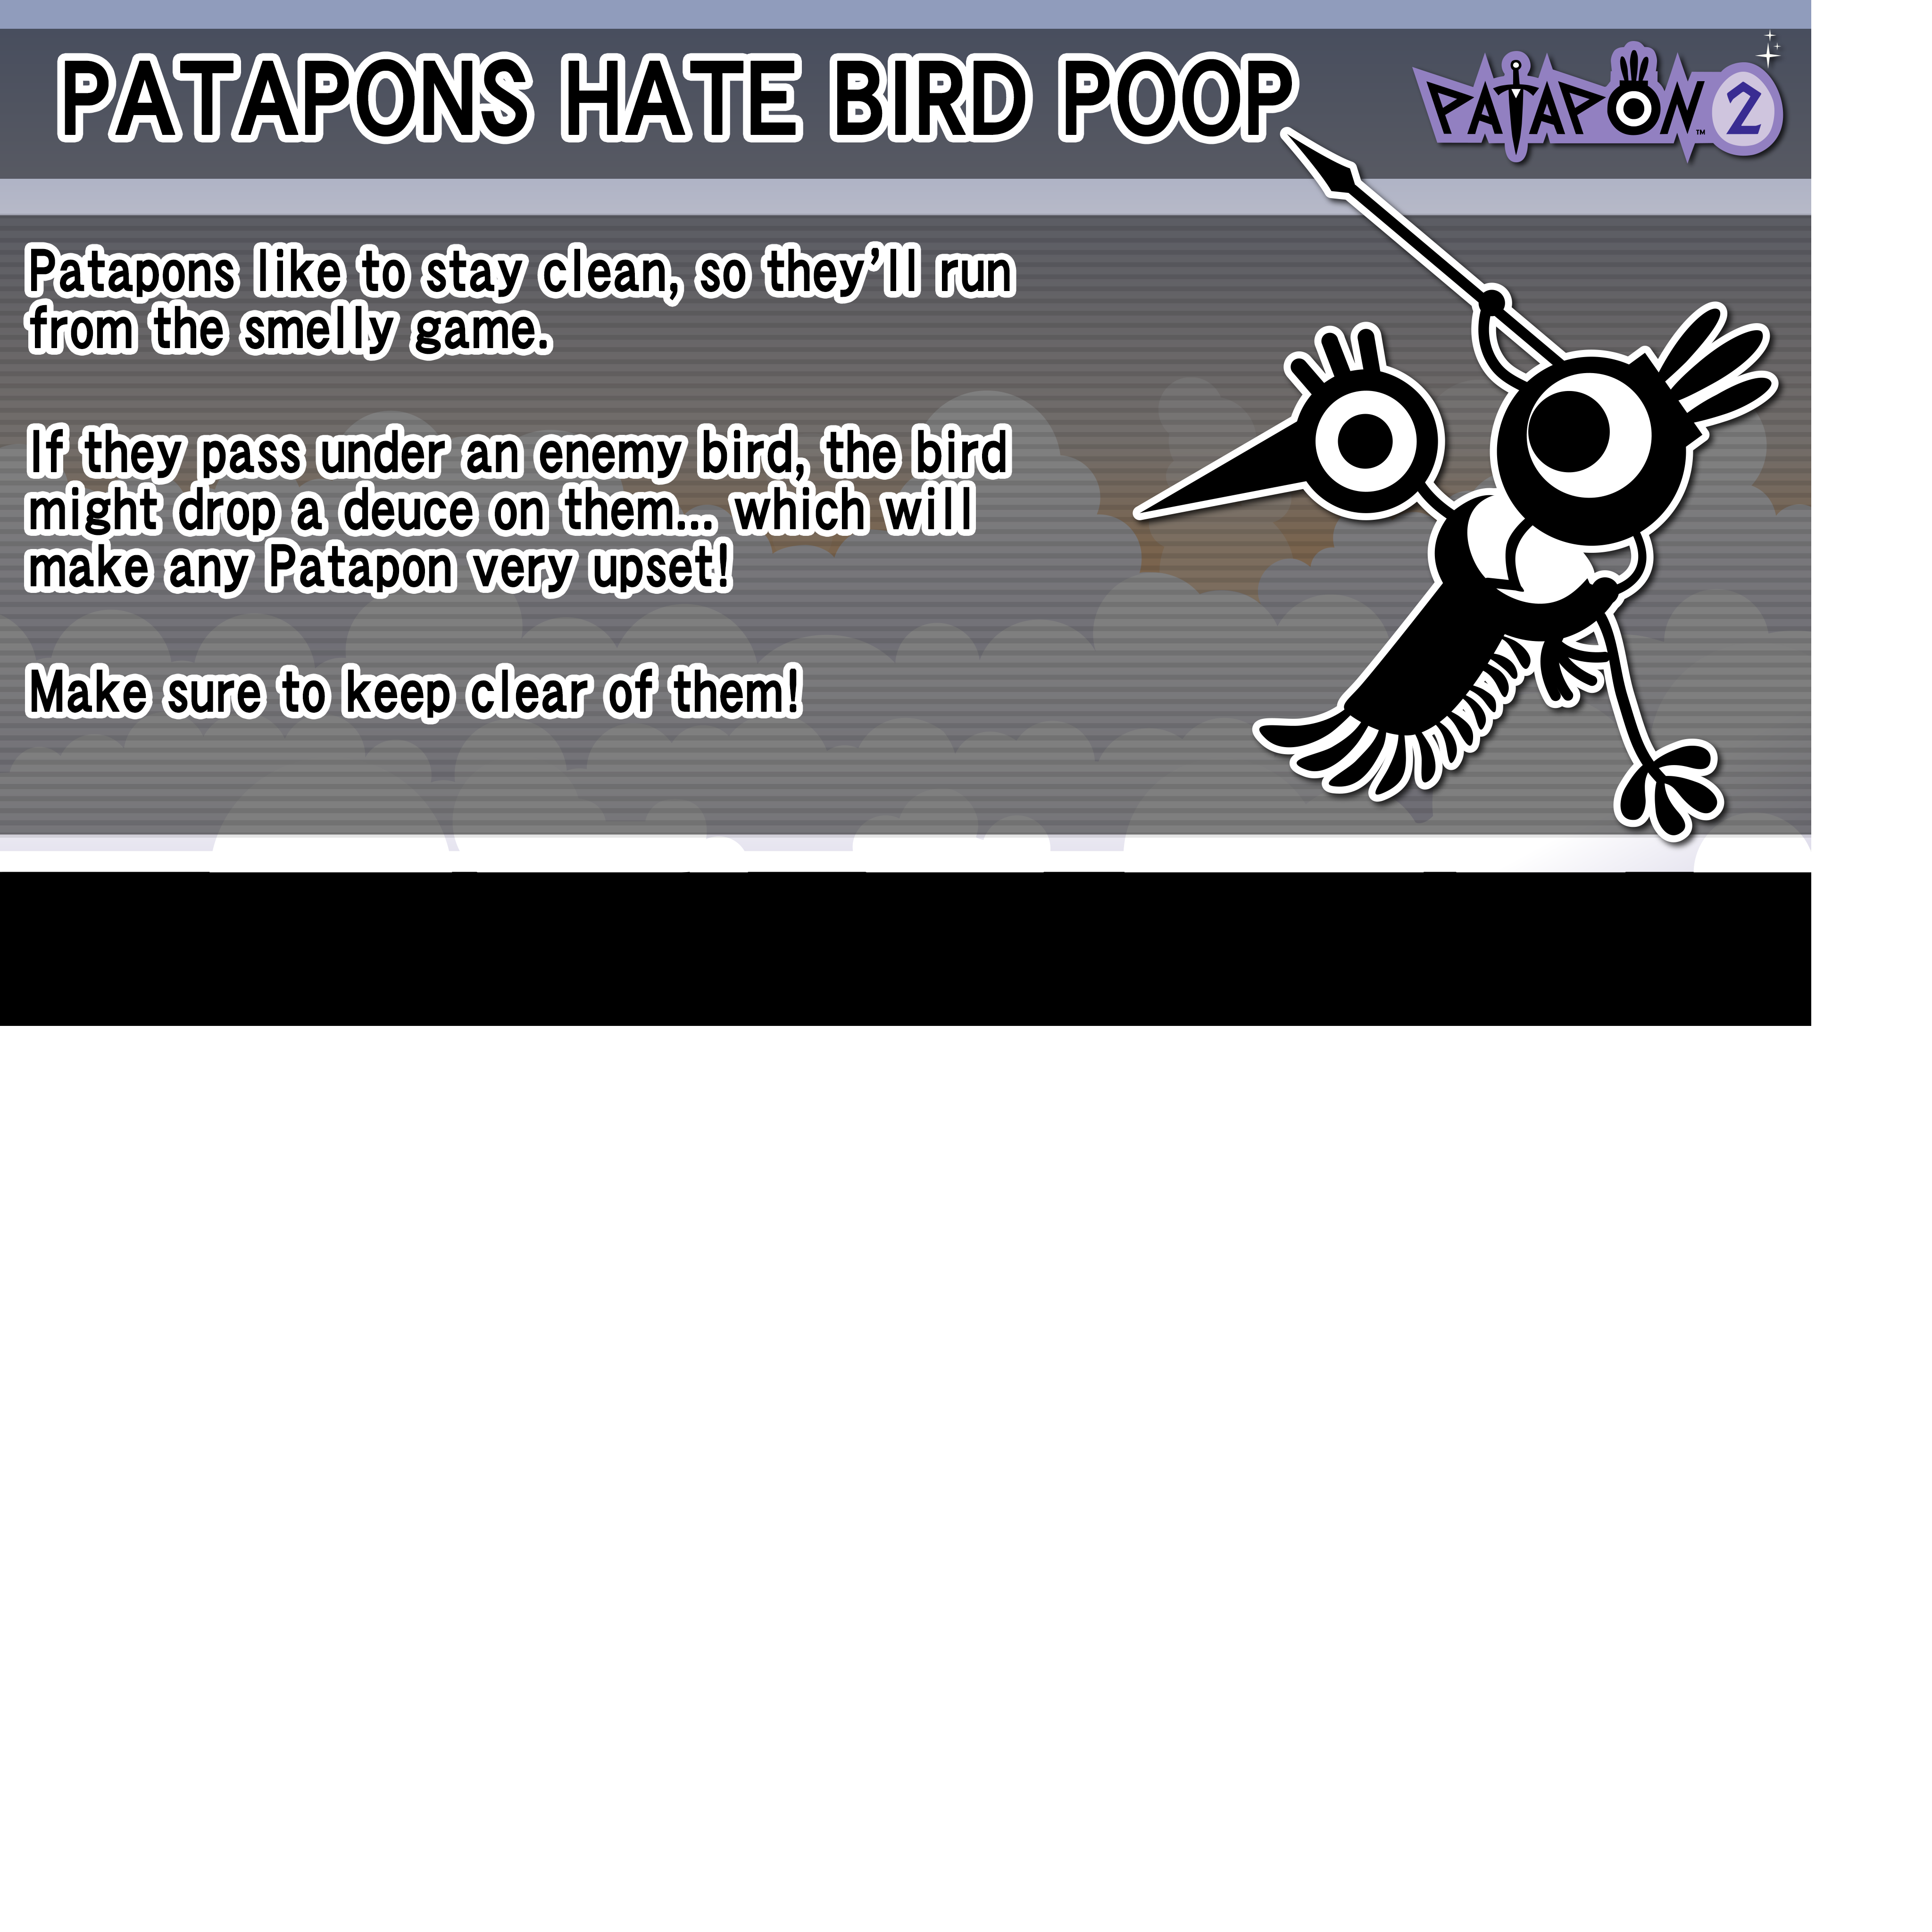 PATAPONS HATE BIRD POOP
PATAPON™ 2
Patapons like to stay clean, so they'll run
from the smelly game.
If they pass under an enemy bird, the bird
might drop a deuce on them... which will
make any Patapon very upset!
Make sure to keep clear of them!